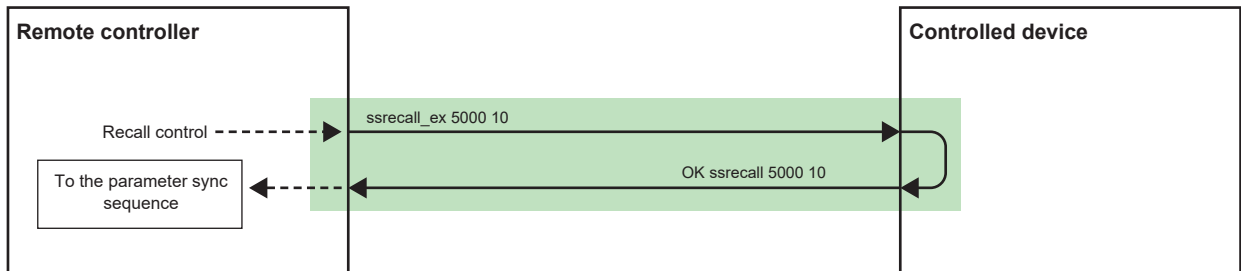 Remote controller
Controlled device
ssrecall_ex 5000 10
Recall control
OK ssrecall 5000 10
To the parameter sync
sequence